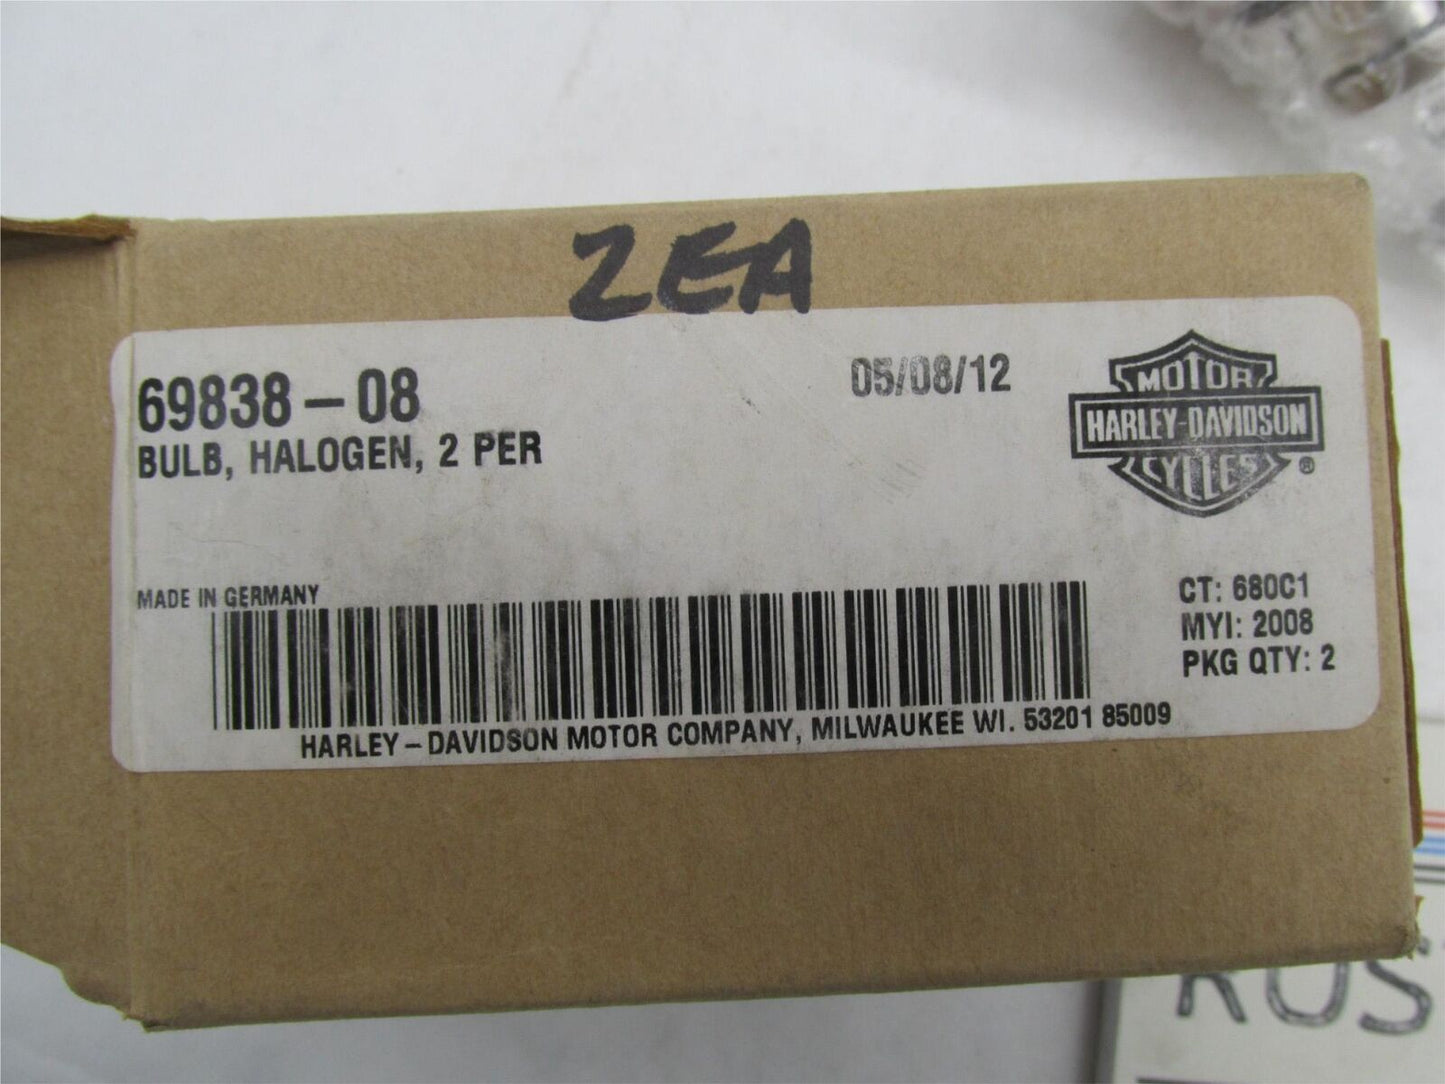 2EA
69838-08
05/08/12
BULB, HALOGEN, 2 PER
MOTOR
HARLEY-DAVIDSON
CYCLES
®
MADE IN GERMANY
CT: 680C1
MYI: 2008
PKG QTY: 2
HARLEY-DAVIDSON MOTOR COMPANY, MILWAUKEE WI. 53201 85009